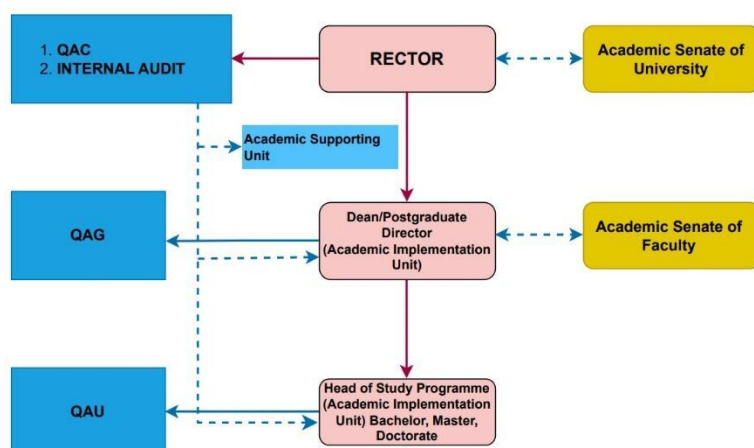 1. QAC
2. INTERNAL AUDIT
RECTOR
Academic Senate of
University
Academic Supporting
Unit
QAG
Dean/Postgraduate
Director
(Academic Implementation
Unit)
Academic Senate of
Faculty
QAU
Head of Study Programme
(Academic Implementation
Unit) Bachelor, Master,
Doctorate